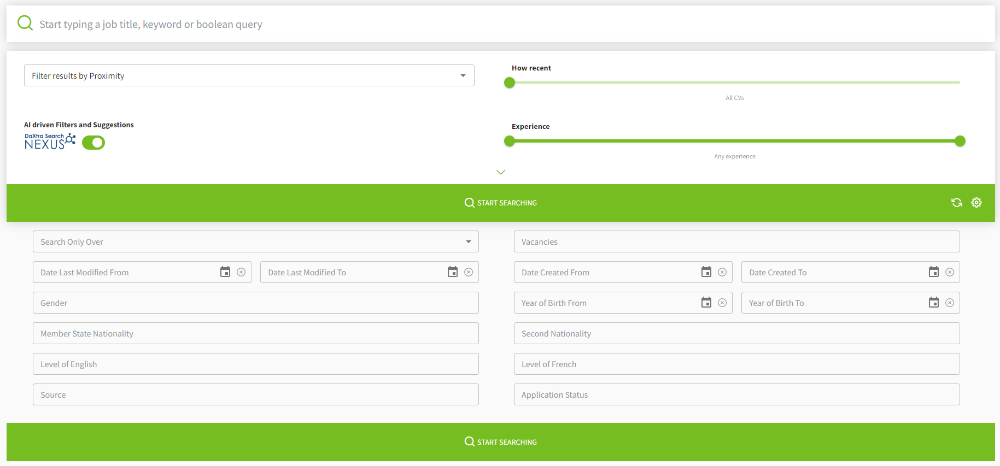 Start typing a job title, keyword or boolean query
Filter results by Proximity
How recent
All CVs
AI driven Filters and Suggestions
DaXtra Search
NEXUS
Experience
Any experience
START SEARCHING
Search Only Over
Vacancies
Date Last Modified From
Date Last Modified To
Date Created From
Date Created To
Gender
Year of Birth From
Year of Birth To
Member State Nationality
Second Nationality
Level of English
Level of French
Source
Application Status
START SEARCHING